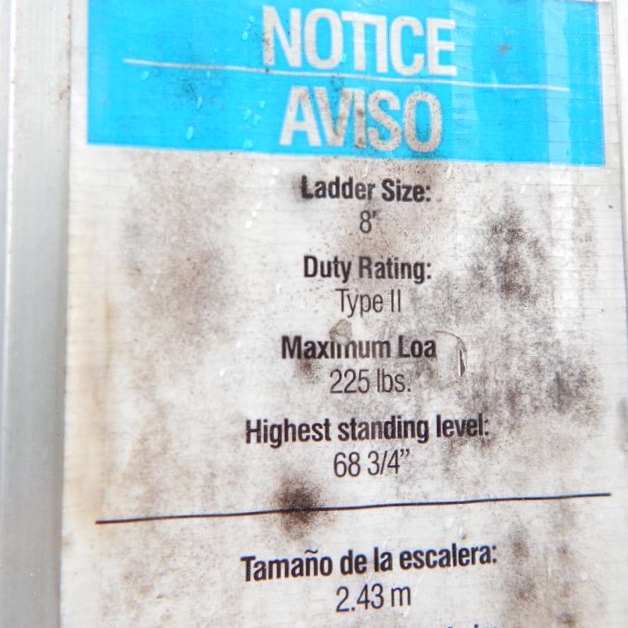 NOTICE
AVISO
Ladder Size:
8'
Duty Rating:
Type II
Maximum Loa
225 lbs.
Highest standing level:
68 3/4”
Tamaño de la escalera:
2.43 m